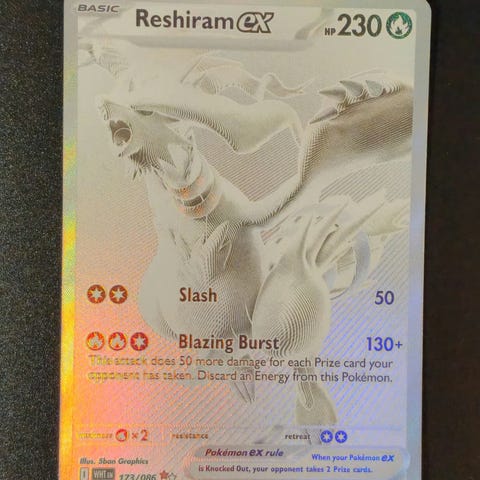 BASIC
Reshiram ex
HP 230
Slash 50
Blazing Burst 130+
This attack does 50 more damage for each Prize card your
opponent has taken. Discard an Energy from this Pokémon.
weakness ×2 resistance retreat
Illus. 5ban Graphics
Pokémon ex rule
When your Pokémon ex
is Knocked Out, your opponent takes 2 Prize cards.
I WHT EN 173/086